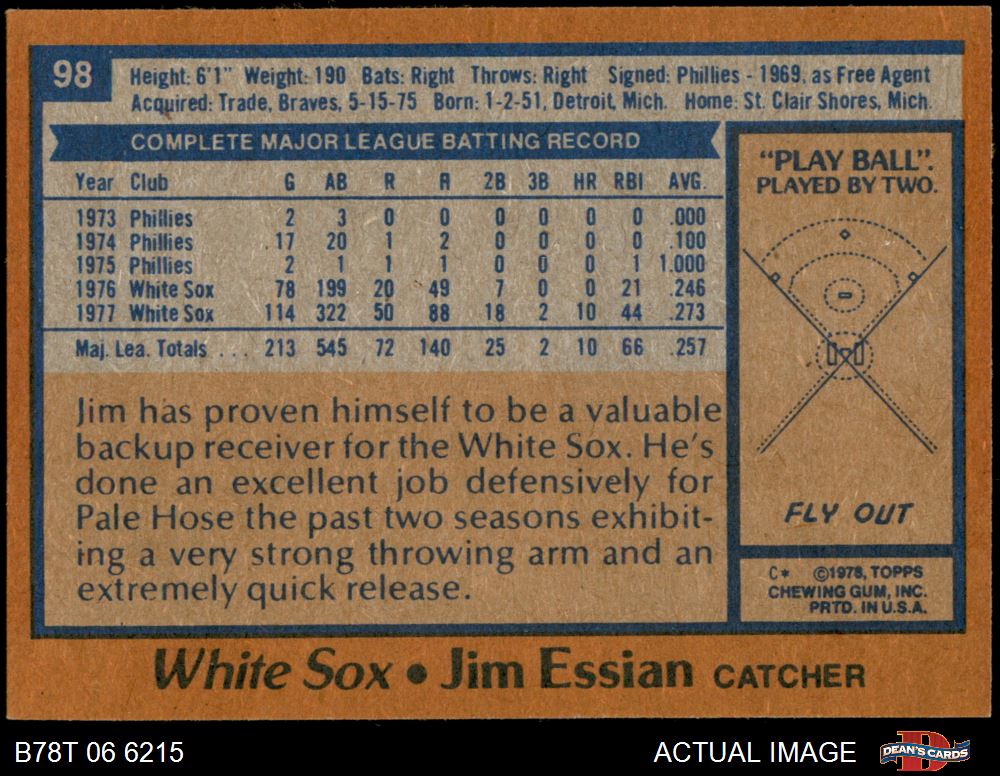 98
Height: 6'1" Weight: 190 Bats: Right Throws: Right Signed: Phillies - 1969, as Free Agent
Acquired: Trade, Braves, 5-15-75 Born: 1-2-51, Detroit, Mich. Home: St. Clair Shores, Mich.
COMPLETE MAJOR LEAGUE BATTING RECORD
Year Club G AB R H 2B 3B HR RBI AVG.
1973 Phillies 2 3 0 0 0 0 0 0 .000
1974 Phillies 17 20 1 2 0 0 0 0 .100
1975 Phillies 2 1 1 1 0 0 0 1 1.000
1976 White Sox 78 199 20 49 7 0 0 21 .246
1977 White Sox 114 322 50 88 18 2 10 44 .273
Maj. Lea. Totals ... 213 545 72 140 25 2 10 66 .257
Jim has proven himself to be a valuable
backup receiver for the White Sox. He's
done an excellent job defensively for
Pale Hose the past two seasons exhibit-
ing a very strong throwing arm and an
extremely quick release.
"PLAY BALL".
PLAYED BY TWO.
FLY OUT
C* ©1978, TOPPS
CHEWING GUM, INC.
PRTD. IN U.S.A.
White Sox • Jim Essian CATCHER
B78T 06 6215
ACTUAL IMAGE
D
DEAN'S CARDS